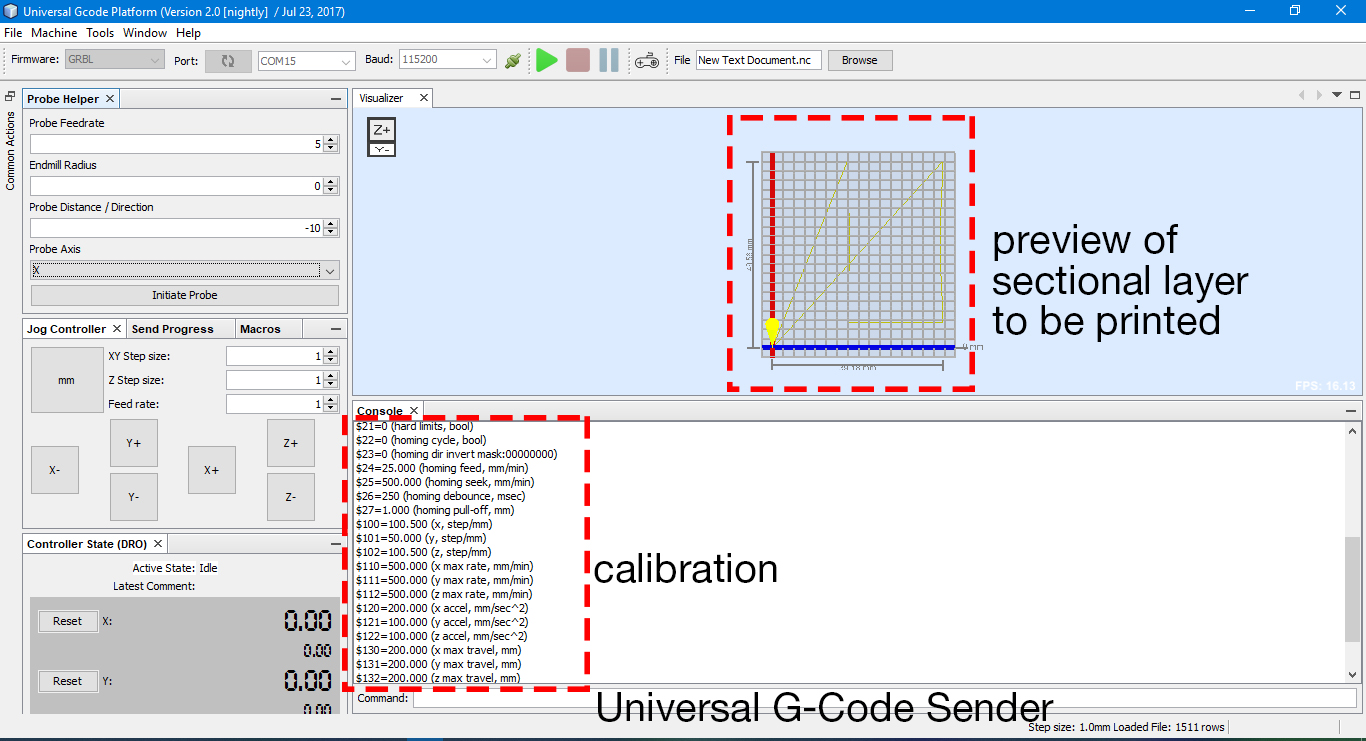 Universal Gcode Platform (Version 2.0 [nightly] / Jul 23, 2017)
File Machine Tools Window Help
Firmware: GRBL Port: COM15 Baud: 115200 File New Text Document.nc Browse
Common Actions
Probe Helper
Probe Feedrate
5
Endmill Radius
0
Probe Distance / Direction
-10
Probe Axis
X
Initiate Probe
Jog Controller Send Progress Macros
mm
XY Step size: 1
Z Step size: 1
Feed rate: 1
Y+ Z+
X- X+
Y- Z-
Controller State (DRO)
Active State: Idle
Latest Comment:
Reset X: 0.00
0.00
Reset Y: 0.00
0.00
Visualizer
Z+
Y-
preview of
sectional layer
to be printed
FPS: 16.13
Console
$21=0 (hard limits, bool)
$22=0 (homing cycle, bool)
$23=0 (homing dir invert mask:00000000)
$24=25.000 (homing feed, mm/min)
$25=500.000 (homing seek, mm/min)
$26=250 (homing debounce, msec)
$27=1.000 (homing pull-off, mm)
$100=100.500 (x, step/mm)
$101=50.000 (y, step/mm)
$102=100.500 (z, step/mm)
$110=500.000 (x max rate, mm/min)
$111=500.000 (y max rate, mm/min)
$112=500.000 (z max rate, mm/min)
$120=200.000 (x accel, mm/sec^2)
$121=100.000 (y accel, mm/sec^2)
$122=100.000 (z accel, mm/sec^2)
$130=200.000 (x max travel, mm)
$131=200.000 (y max travel, mm)
$132=200.000 (z max travel, mm)
calibration
Command:
Universal G-Code Sender
Step size: 1.0mm Loaded File: 1511 rows